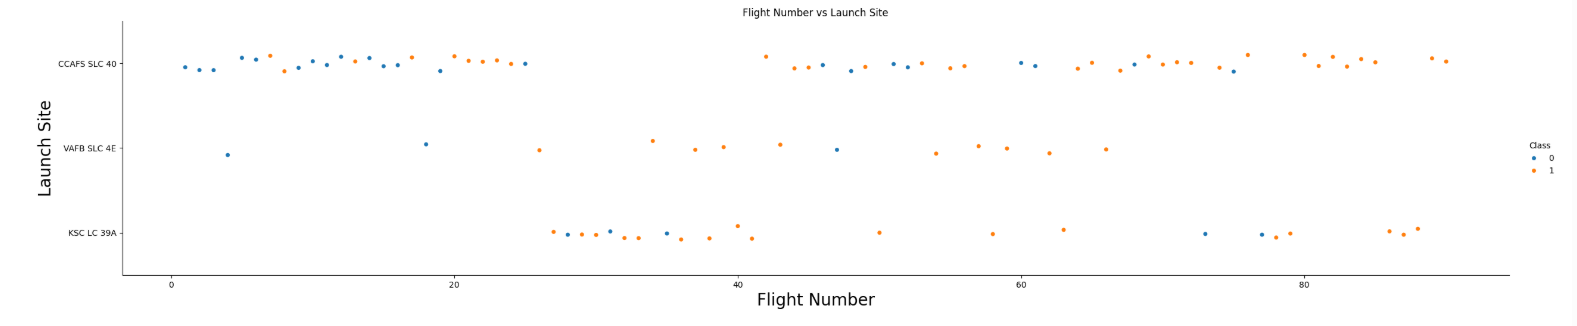 Flight Number vs Launch Site
Launch Site
CCAFS SLC 40
VAFB SLC 4E
KSC LC 39A
0 20 40 60 80
Flight Number
Class
0
1